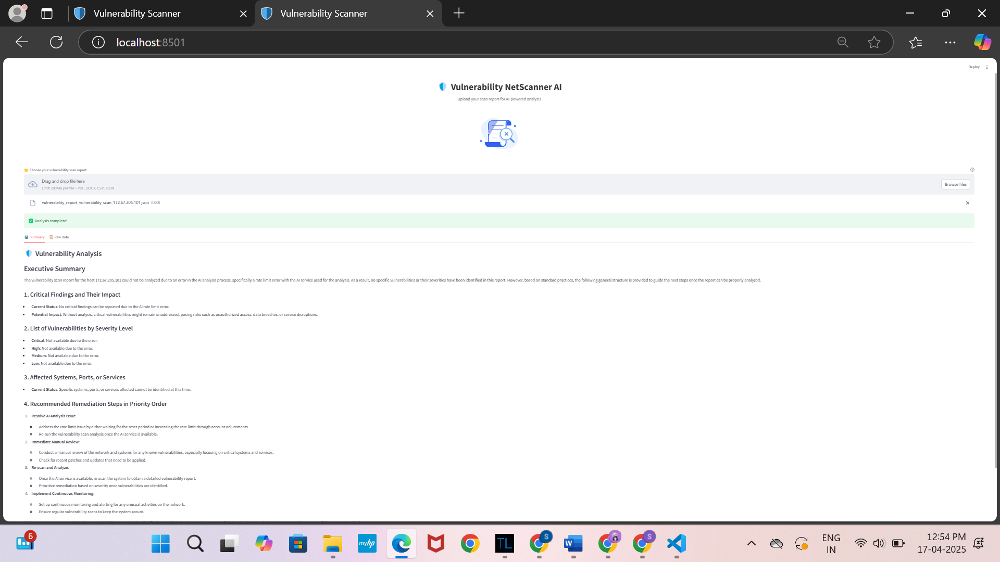 Vulnerability Scanner
Vulnerability Scanner
localhost:8501
Deploy
Vulnerability NetScanner AI
Upload your scan report for AI-powered analysis
Choose your vulnerability scan report
Drag and drop file here
Limit 200MB per file • PDF, DOCX, CSV, JSON
Browse files
vulnerability_report_vulnerability_scan_172.67.205.101.json 0.6KB
Analysis complete!
Summary Raw Data
Vulnerability Analysis
Executive Summary
The vulnerability scan report for the host 172.67.205.101 could not be analyzed due to an error in the AI analysis process, specifically a rate limit error with the AI service used for the analysis. As a result, no specific vulnerabilities or their severities have been identified in this report. However, based on standard practices, the following general structure is provided to guide the next steps once the report can be properly analyzed.
1. Critical Findings and Their Impact
• Current Status: No critical findings can be reported due to the AI rate limit error.
• Potential Impact: Without analysis, critical vulnerabilities might remain unaddressed, posing risks such as unauthorized access, data breaches, or service disruptions.
2. List of Vulnerabilities by Severity Level
• Critical: Not available due to the error.
• High: Not available due to the error.
• Medium: Not available due to the error.
• Low: Not available due to the error.
3. Affected Systems, Ports, or Services
• Current Status: Specific systems, ports, or services affected cannot be identified at this time.
4. Recommended Remediation Steps in Priority Order
1. Resolve AI Analysis Issue:
Address the rate limit issue by either waiting for the reset period or increasing the rate limit through account adjustments.
Re-run the vulnerability scan analysis once the AI service is available.
2. Immediate Manual Review:
Conduct a manual review of the network and systems for any known vulnerabilities, especially focusing on critical systems and services.
Check for recent patches and updates that need to be applied.
3. Re-scan and Analyze:
Once the AI service is available, re-scan the system to obtain a detailed vulnerability report.
Prioritize remediation based on severity once vulnerabilities are identified.
4. Implement Continuous Monitoring:
Set up continuous monitoring and alerting for any unusual activities on the network.
Ensure regular vulnerability scans to keep the system secure.
6
myhp
TL
S
W
S
ENG
IN
12:54 PM
17-04-2025